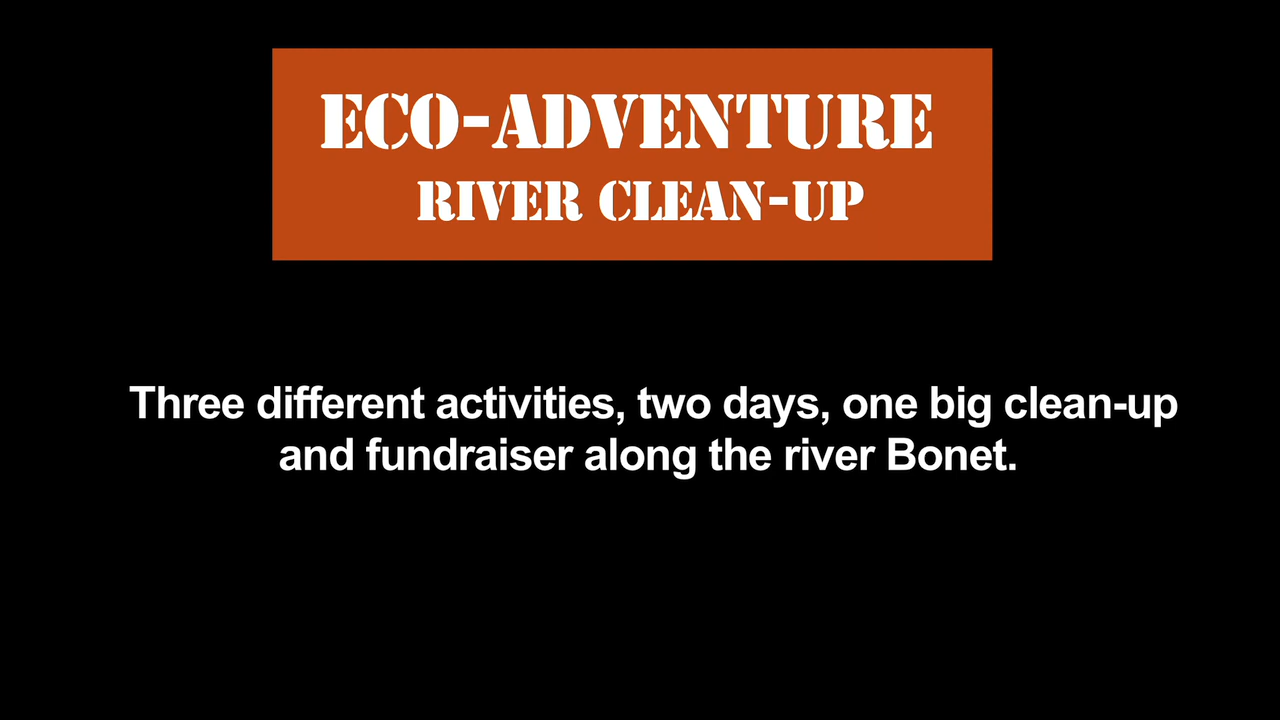 ECO-ADVENTURE
RIVER CLEAN-UP
Three different activities, two days, one big clean-up
and fundraiser along the river Bonet.